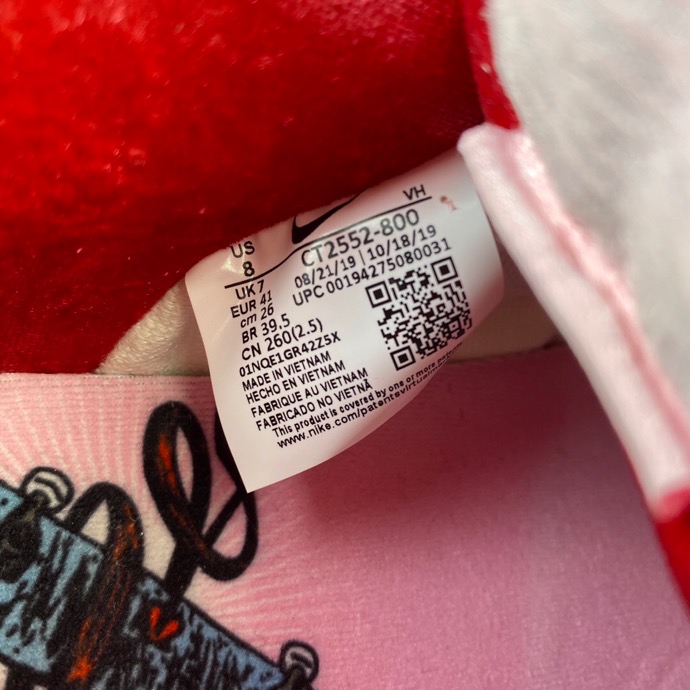 VH
US
8
CT2552-800
UK 7
08/21/19 | 10/18/19
EUR 41
UPC 00194275080031
cm 26
BR 39.5
CN 260(2.5)
01NQE1GR42Z5X
MADE IN VIETNAM
HECHO EN VIETNAM
FABRIQUE AU VIETNAM
FABRICADO NO VIETNÃ
This product is covered by one or more
www.nike.com/patents